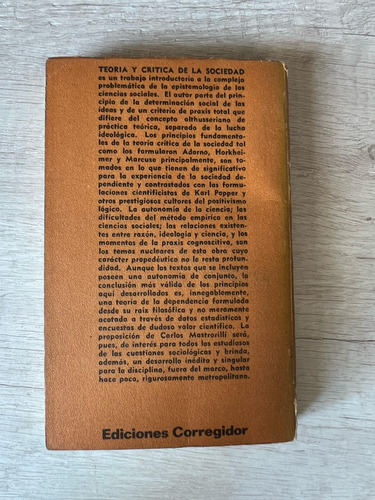 TEORIA Y CRITICA DE LA SOCIEDAD
es un trabajo introductorio a la compleja
problemática de la epistemología de las
ciencias sociales. El autor parte del prin-
cipio de la determinación social de las
ideas y de un criterio de praxis total que
difiere del concepto althusseriano de
práctica teórica, separado de la lucha
ideológica. Los principios fundamenta-
les de la teoría crítica de la sociedad tal
como los formularon Adorno, Horkhei-
mer y Marcuse principalmente, son to-
mados en lo que tienen de significativo
para la experiencia de la sociedad de-
pendiente y contrastados con las formu-
laciones cientificistas de Karl Popper y
otros prestigiosos cultores del positivismo
lógico. La autonomía de la ciencia; las
dificultades del método empírico en las
ciencias sociales; las relaciones existen-
tes entre razón, ideología y ciencia, y los
momentos de la praxis cognoscitiva, son
son los temas nucleares de esta obra cuyo
carácter propedéutico no le resta profun-
didad. Aunque los textos que se incluyen
poseen una autonomía de conjunto, la
conclusión más válida de los principios
aquí desarrollados es, innegablemente,
una teoría de la dependencia formulada
desde su raíz filosófica y no meramente
acotada a través de datos estadísticos y
encuestas de dudoso valor científico. La
proposición de Carlos Mastrorilli será,
pues, de interés para todos los estudiosos
de las cuestiones sociológicas y brinda,
además, un desarrollo inédito y singular
para la disciplina, fuera del marco, hasta
hace poco, rigurosamente metropolitano.
Ediciones Corregidor